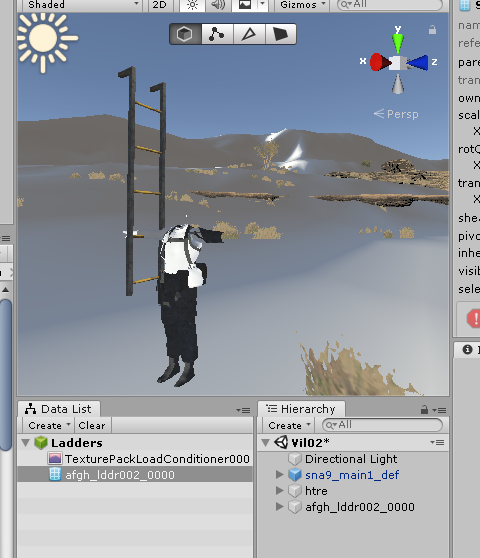 Shaded
2D
Gizmos
All
y
x
z
Persp
nam
refe
pare
tran
own
scal
X
rotQ
X
tran
X
she
pivo
inhe
visib
sele
Data List
Create
Clear
Ladders
TexturePackLoadConditioner000
afgh_lddr002_0000
Hierarchy
Create
All
Vil02*
Directional Light
sna9_main1_def
htre
afgh_lddr002_0000